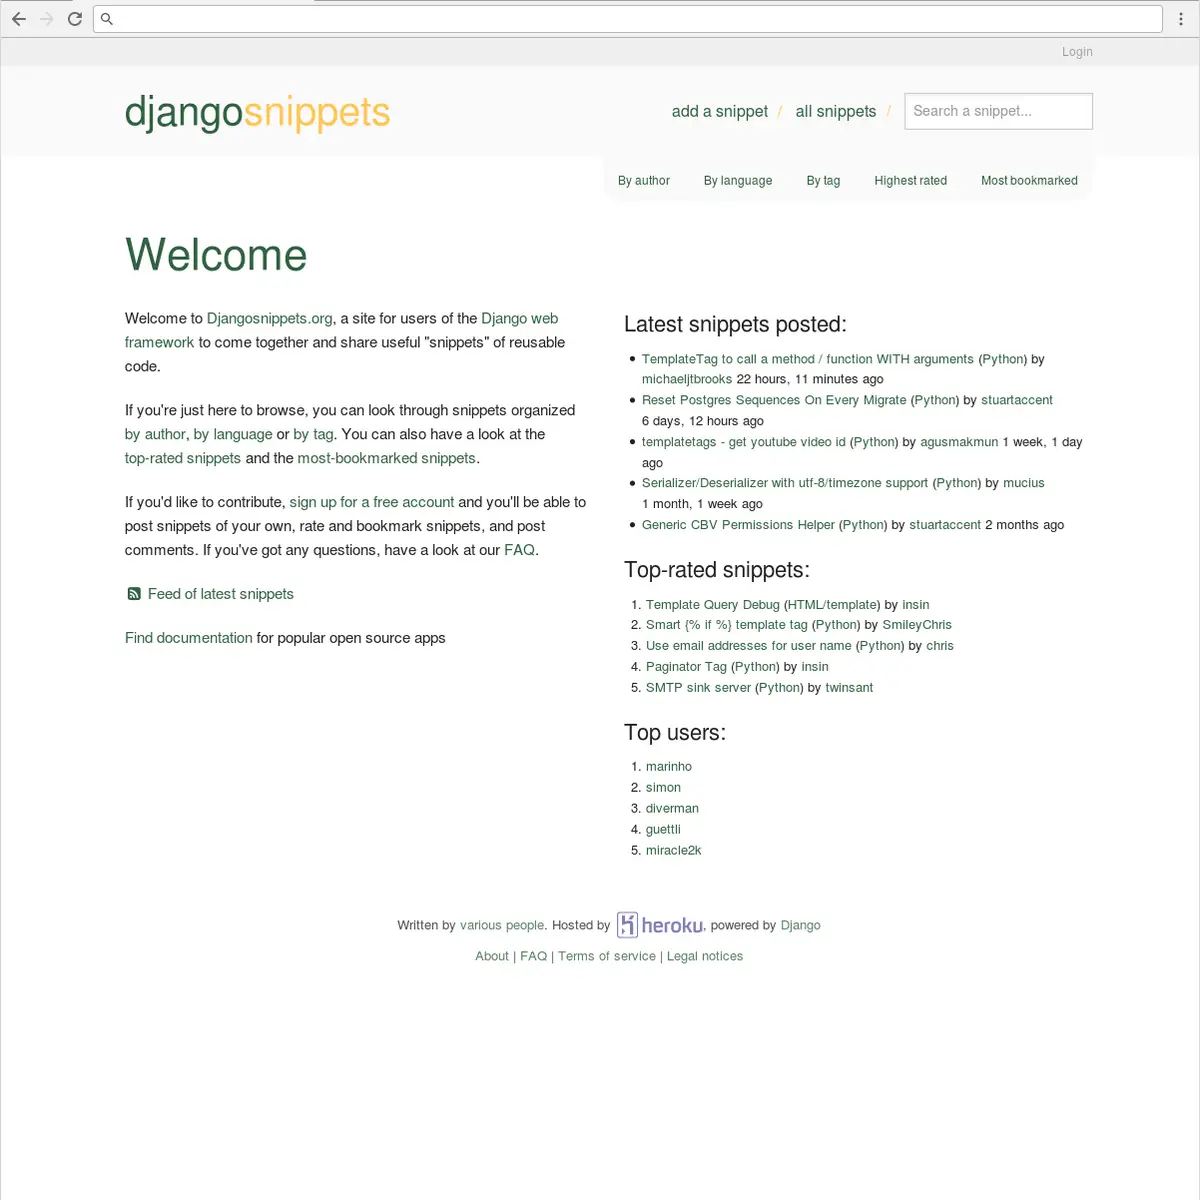 Login
djangosnippets
add a snippet / all snippets / Search a snippet...
By author By language By tag Highest rated Most bookmarked
Welcome
Welcome to Djangosnippets.org, a site for users of the Django web
framework to come together and share useful "snippets" of reusable
code.
If you're just here to browse, you can look through snippets organized
by author, by language or by tag. You can also have a look at the
top-rated snippets and the most-bookmarked snippets.
If you'd like to contribute, sign up for a free account and you'll be able to
post snippets of your own, rate and bookmark snippets, and post
comments. If you've got any questions, have a look at our FAQ.
Feed of latest snippets
Find documentation for popular open source apps
Latest snippets posted:
• TemplateTag to call a method / function WITH arguments (Python) by
michaeljtbrooks 22 hours, 11 minutes ago
• Reset Postgres Sequences On Every Migrate (Python) by stuartaccent
6 days, 12 hours ago
• templatetags - get youtube video id (Python) by agusmakmun 1 week, 1 day
ago
• Serializer/Deserializer with utf-8/timezone support (Python) by mucius
1 month, 1 week ago
• Generic CBV Permissions Helper (Python) by stuartaccent 2 months ago
Top-rated snippets:
1. Template Query Debug (HTML/template) by insin
2. Smart {% if %} template tag (Python) by SmileyChris
3. Use email addresses for user name (Python) by chris
4. Paginator Tag (Python) by insin
5. SMTP sink server (Python) by twinsant
Top users:
1. marinho
2. simon
3. diverman
4. guettli
5. miracle2k
Written by various people. Hosted by heroku, powered by Django
About | FAQ | Terms of service | Legal notices